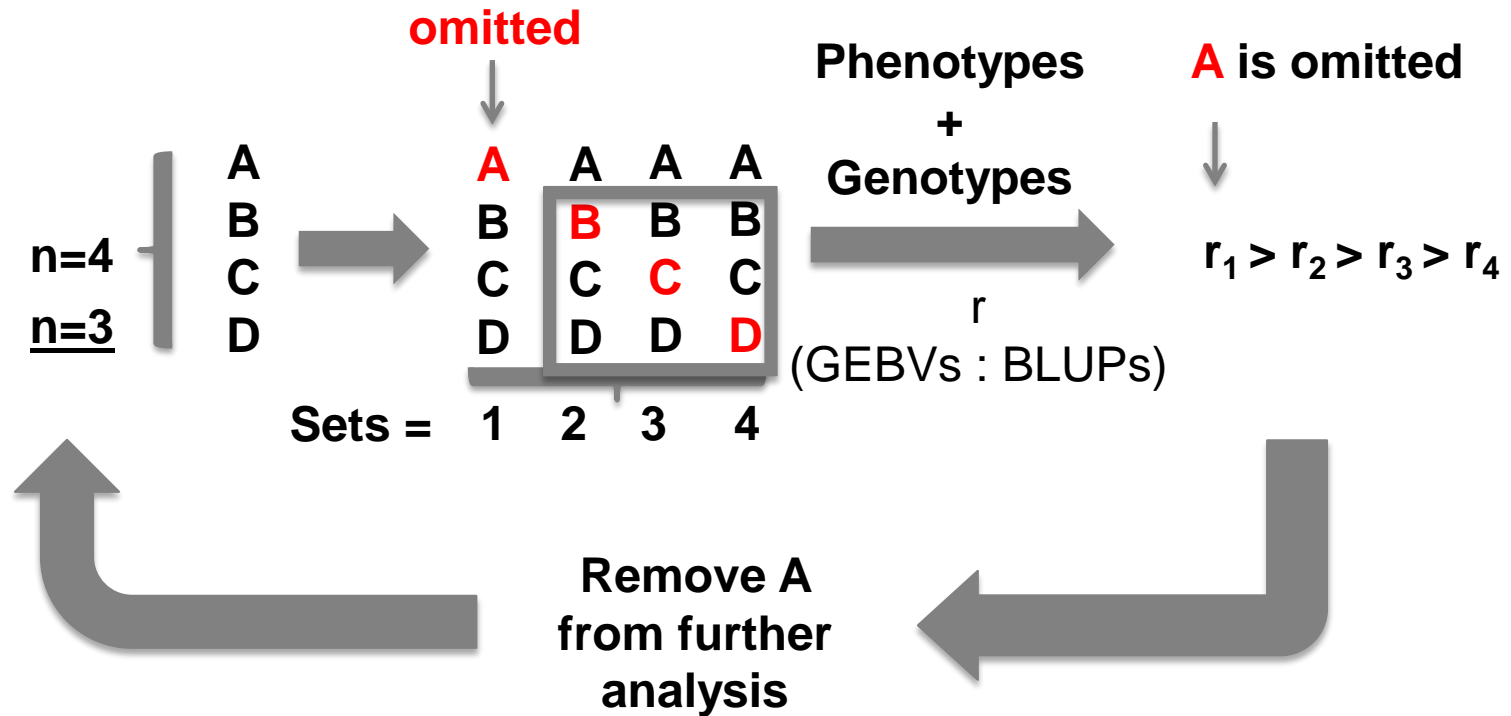 omitted
Phenotypes
+
Genotypes
A is omitted
n=4
n=3
A
B
C
D
A A A A
B B B B
C C C C
D D D D
Sets = 1 2 3 4
r
(GEBVs : BLUPs)
r₁ > r₂ > r₃ > r₄
Remove A
from further
analysis